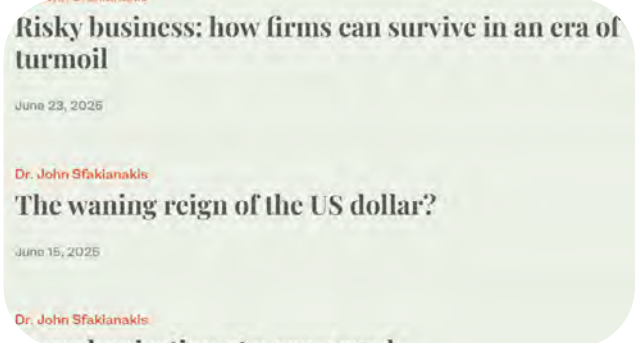 Risky business: how firms can survive in an era of
turmoil
June 23, 2025
Dr. John Sfakianakis
The waning reign of the US dollar?
June 15, 2025
Dr. John Sfakianakis